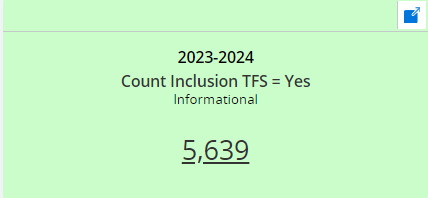 2023-2024
Count Inclusion TFS = Yes
Informational
5,639